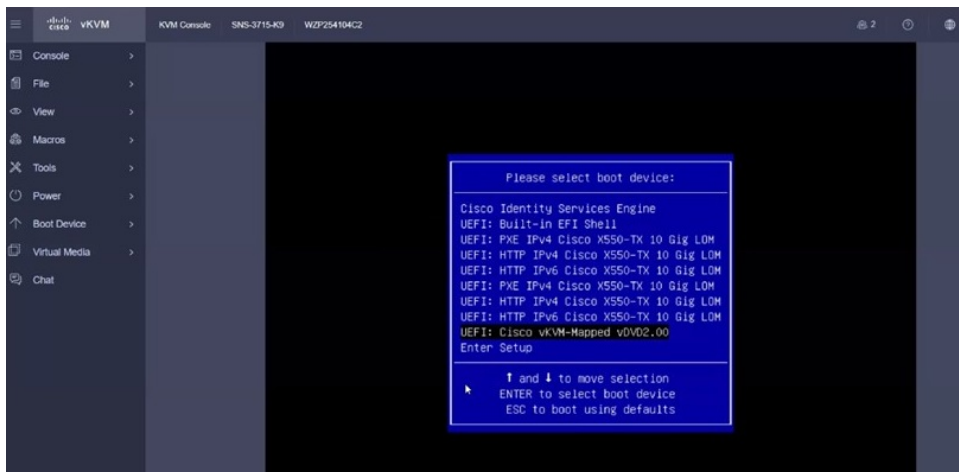 cisco vKVM KVM Console SNS-3715-K9 WZP254104C2 2
Console
File
View
Macros
Tools
Power
Boot Device
Virtual Media
Chat
Please select boot device:
Cisco Identity Services Engine
UEFI: Built-in EFI Shell
UEFI: PXE IPv4 Cisco X550-TX 10 Gig LOM
UEFI: HTTP IPv4 Cisco X550-TX 10 Gig LOM
UEFI: HTTP IPv6 Cisco X550-TX 10 Gig LOM
UEFI: PXE IPv4 Cisco X550-TX 10 Gig LOM
UEFI: HTTP IPv4 Cisco X550-TX 10 Gig LOM
UEFI: HTTP IPv6 Cisco X550-TX 10 Gig LOM
UEFI: Cisco vKVM-Mapped vDVD2.00
Enter Setup
↑ and ↓ to move selection
ENTER to select boot device
ESC to boot using defaults